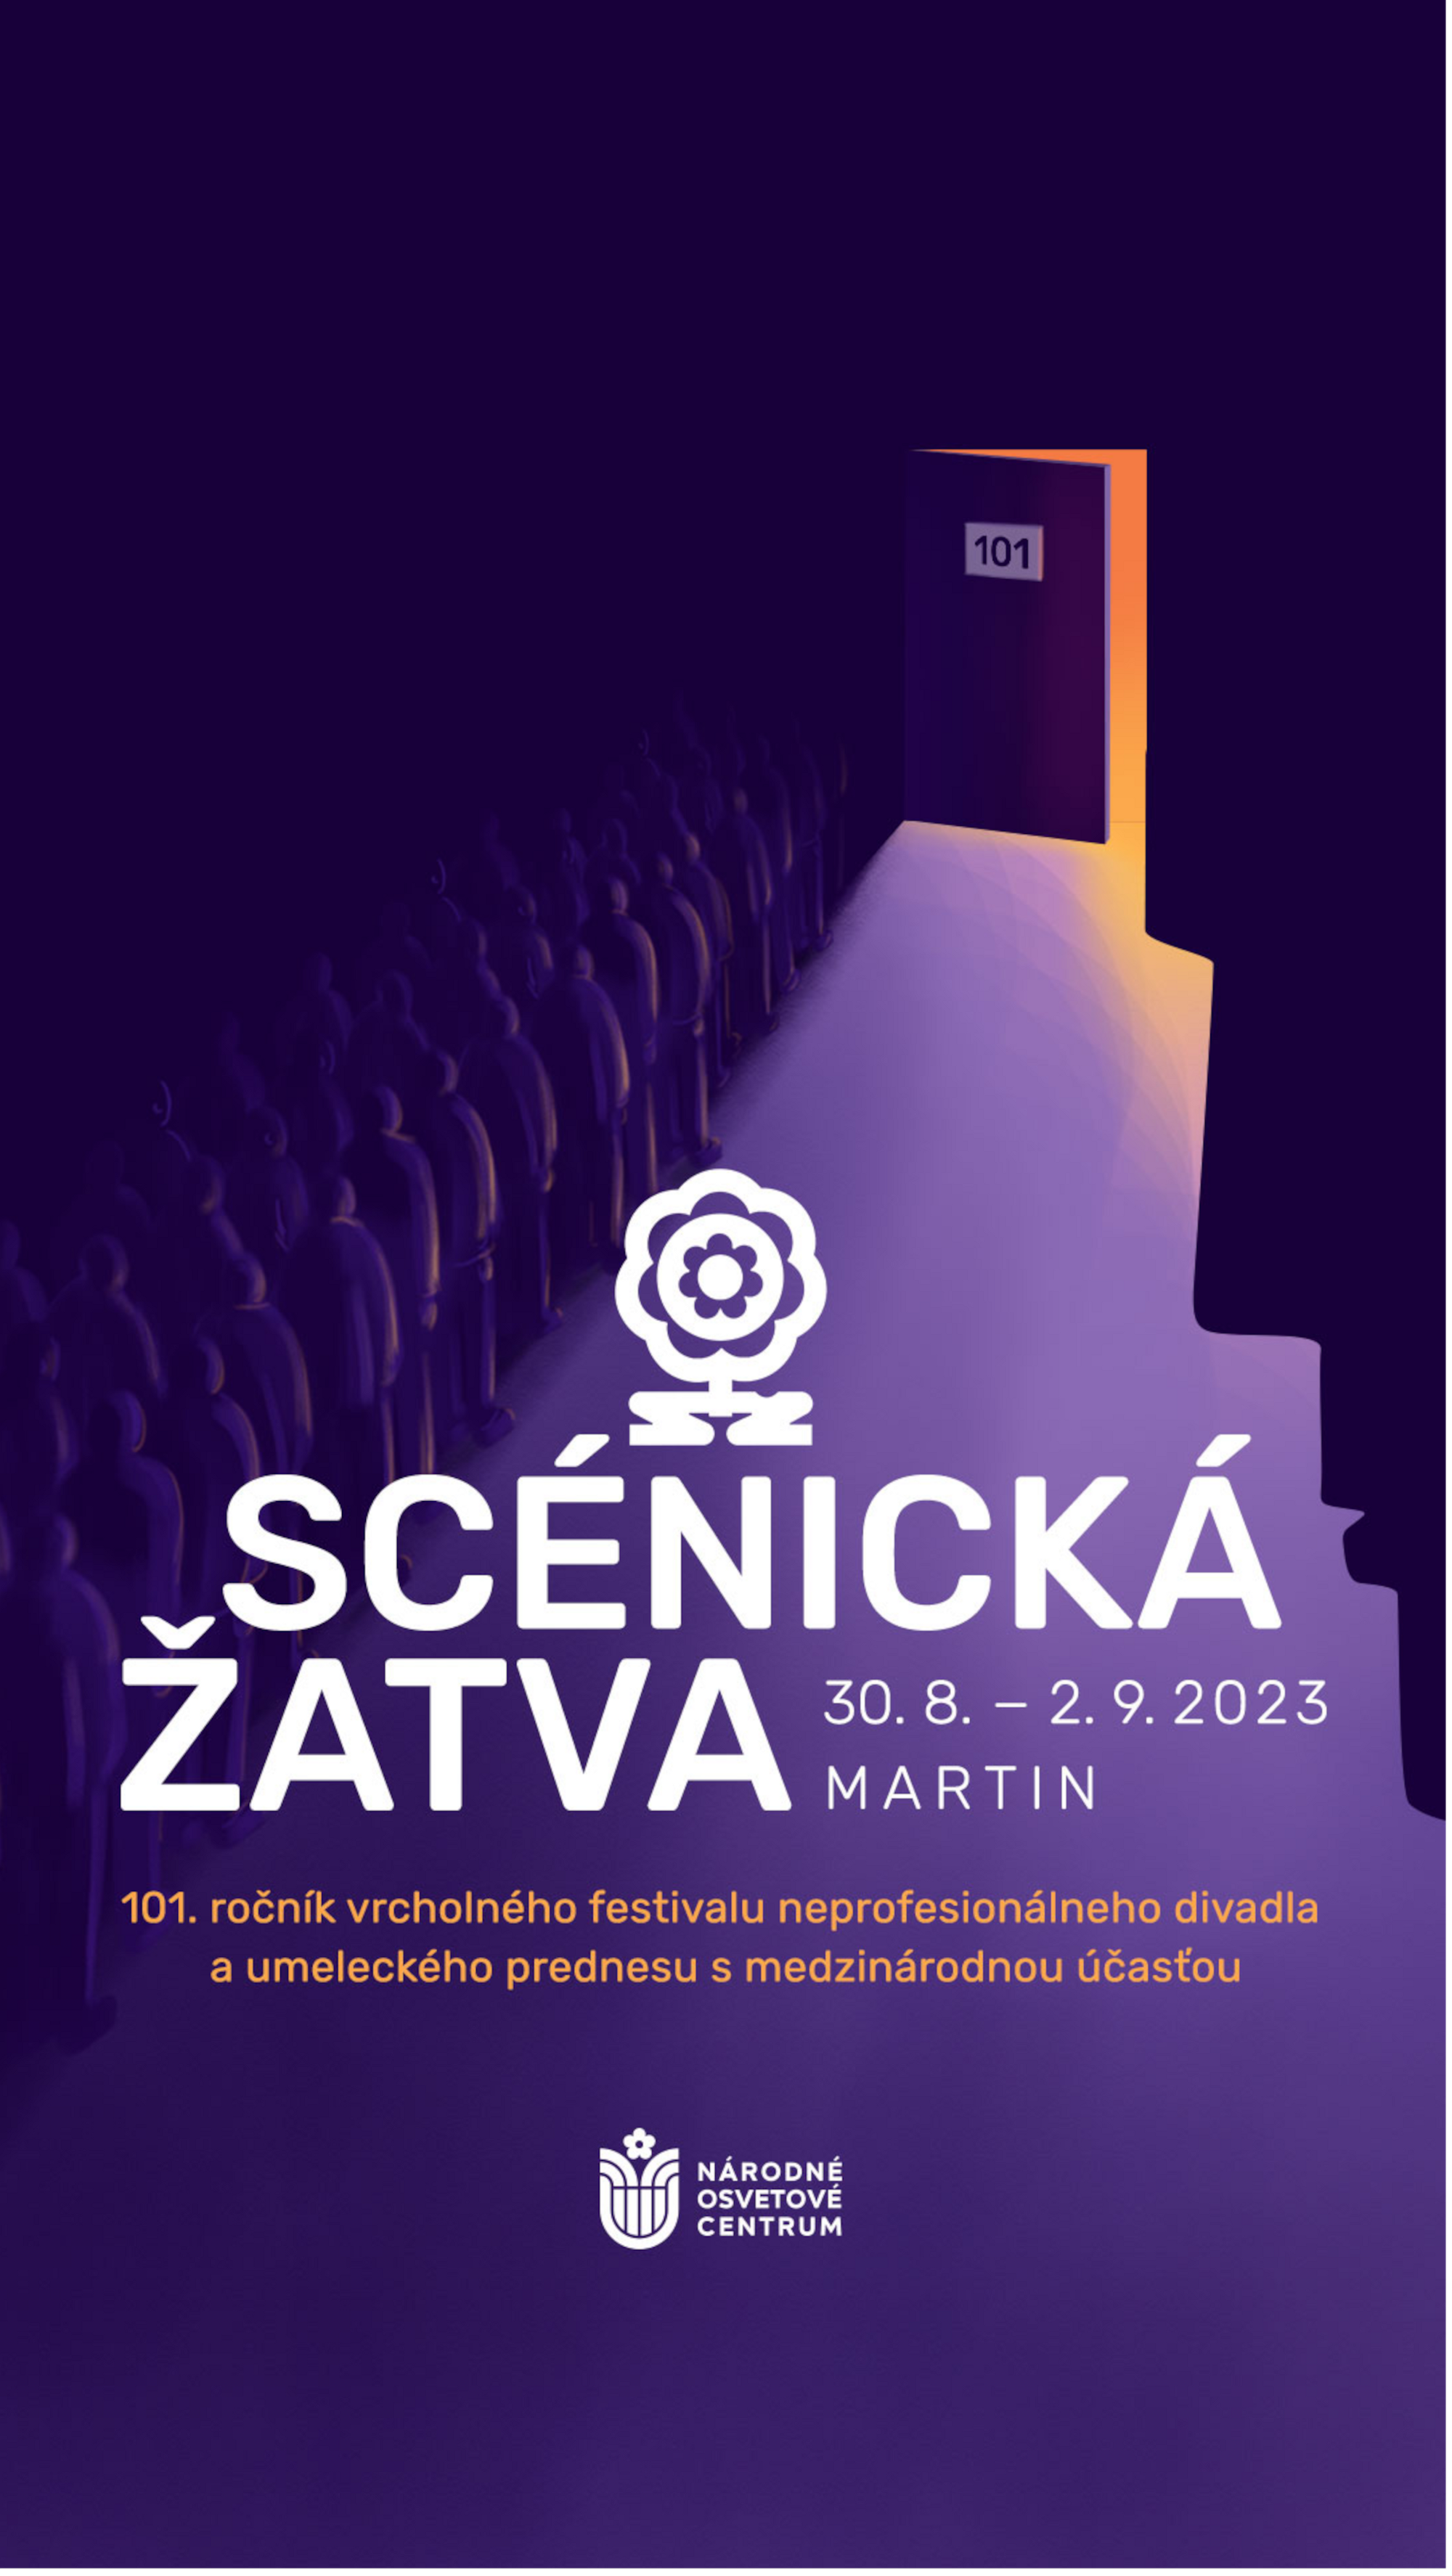 101
SCÉNICKÁ
ŽATVA
30. 8. – 2. 9. 2023
MARTIN
101. ročník vrcholného festivalu neprofesionálneho divadla
a umeleckého prednesu s medzinárodnou účasťou
NÁRODNÉ
OSVETOVÉ
CENTRUM